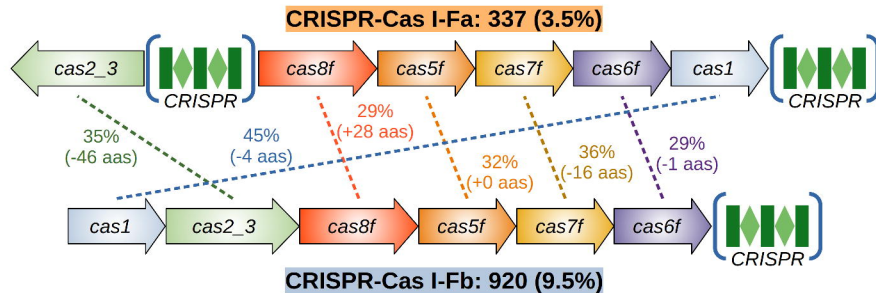 CRISPR-Cas I-Fa: 337 (3.5%)
cas2_3
CRISPR
cas8f
cas5f
cas7f
cas6f
cas1
CRISPR
35%
(-46 aas)
45%
(-4 aas)
29%
(+28 aas)
32%
(+0 aas)
36%
(-16 aas)
29%
(-1 aas)
cas1
cas2_3
cas8f
cas5f
cas7f
cas6f
CRISPR
CRISPR-Cas I-Fb: 920 (9.5%)